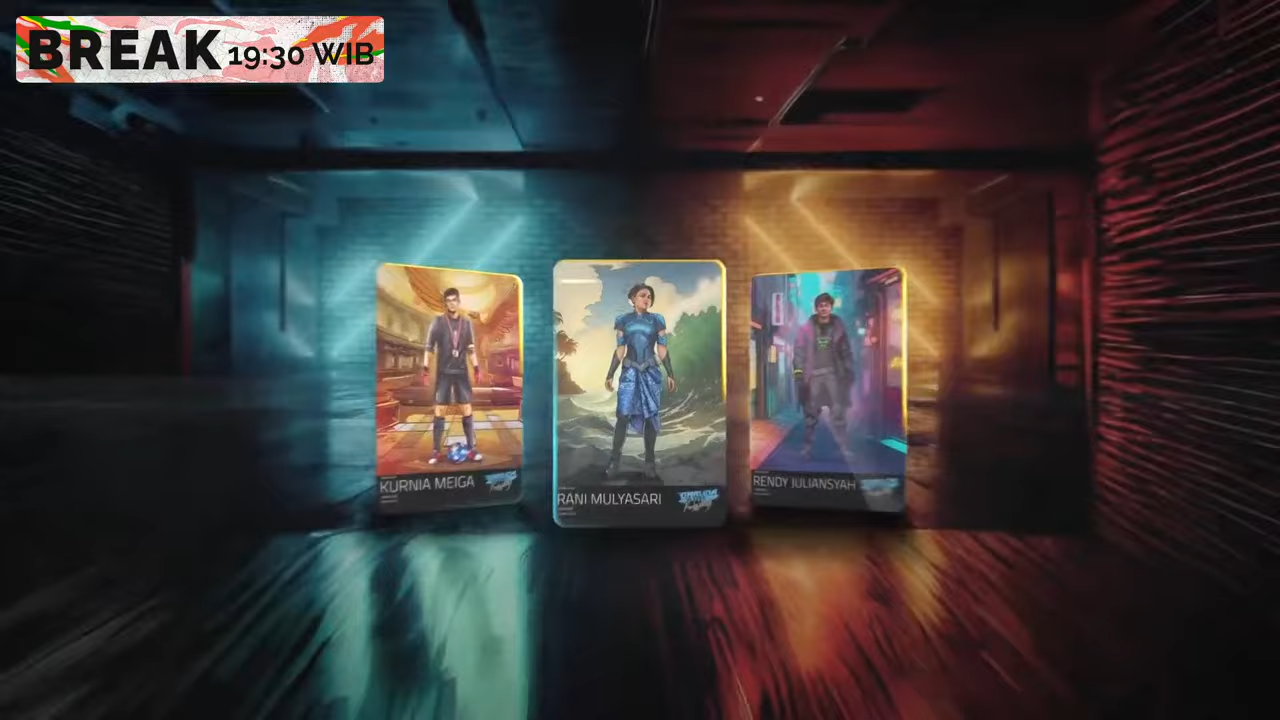 BREAK 19:30 WIB
KURNIA MEIGA
RANI MULYASARI
RENDY JULIANSYAH